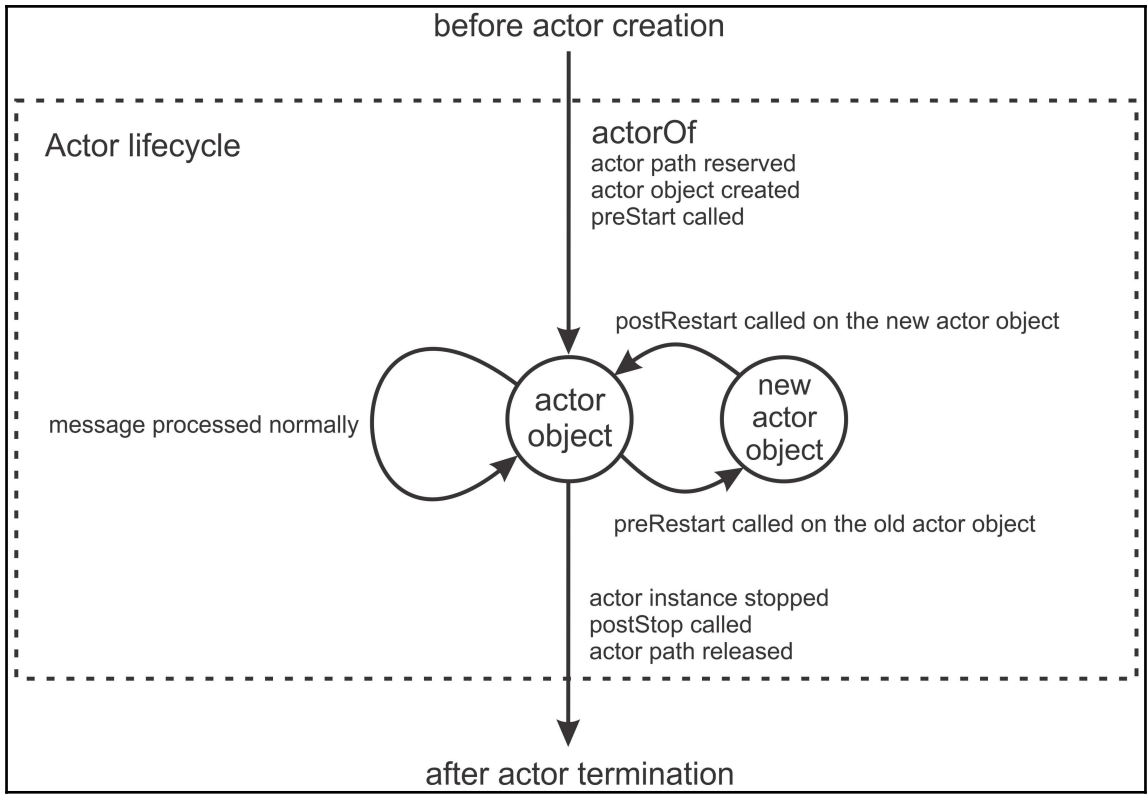 before actor creation
Actor lifecycle
actorOf
actor path reserved
actor object created
preStart called
postRestart called on the new actor object
message processed normally
actor
object
new
actor
object
preRestart called on the old actor object
actor instance stopped
postStop called
actor path released
after actor termination